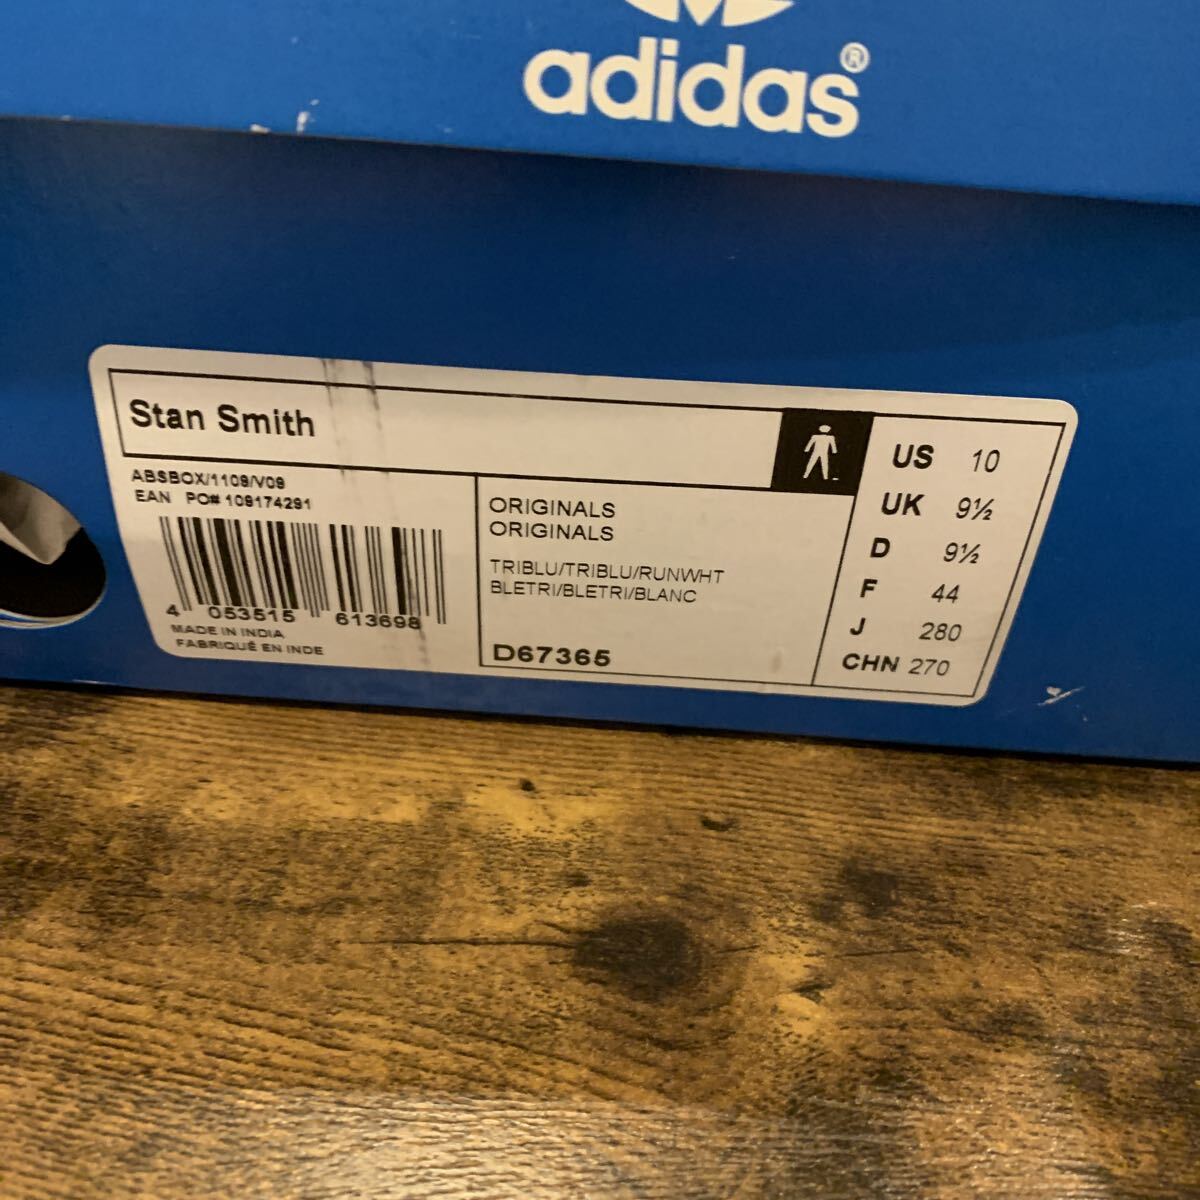 adidas®
Stan Smith
ABSBOX/1109/V09
EAN PO# 109174291
4 053515 613698
MADE IN INDIA
FABRIQUÉ EN INDE
ORIGINALS
ORIGINALS
TRIBLU/TRIBLU/RUNWHT
BLETRI/BLETRI/BLANC
D67365
US 10
UK 9½
D 9½
F 44
J 280
CHN 270